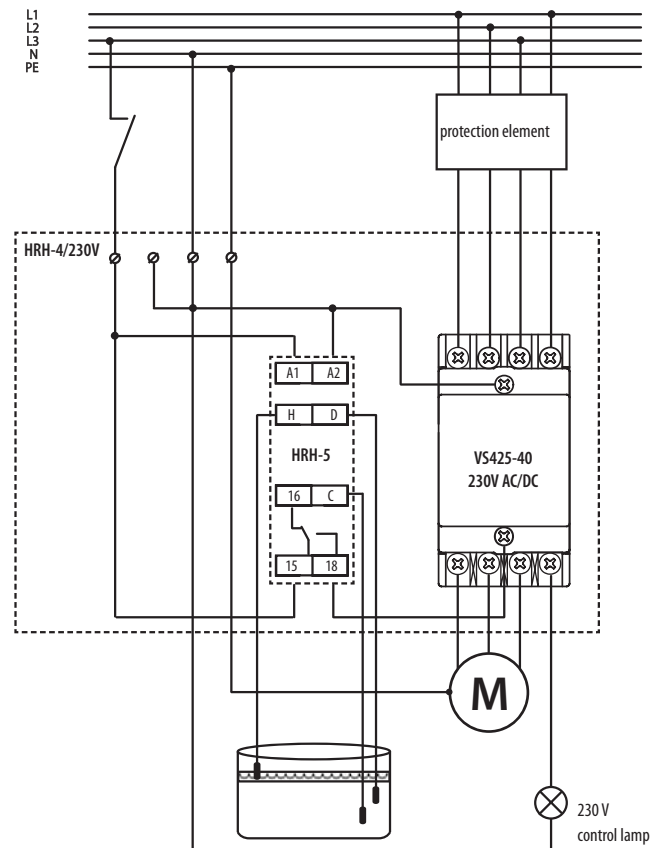 L1
L2
L3
N
PE
protection element
HRH-4/230V
A1 A2
H D
HRH-5
VS425-40
230V AC/DC
16 C
15 18
M
230 V
control lamp